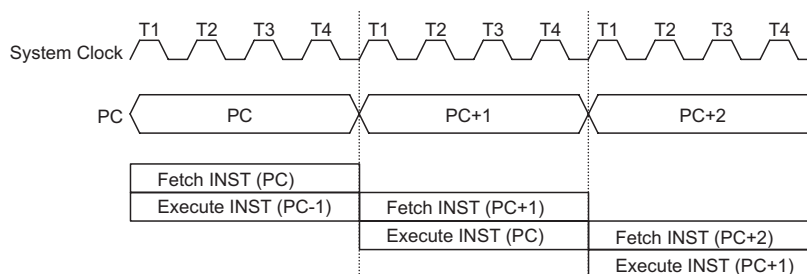 T1 T2 T3 T4 T1 T2 T3 T4 T1 T2 T3 T4
System Clock
PC PC PC+1 PC+2
Fetch INST (PC)
Execute INST (PC-1) Fetch INST (PC+1)
Execute INST (PC) Fetch INST (PC+2)
Execute INST (PC+1)